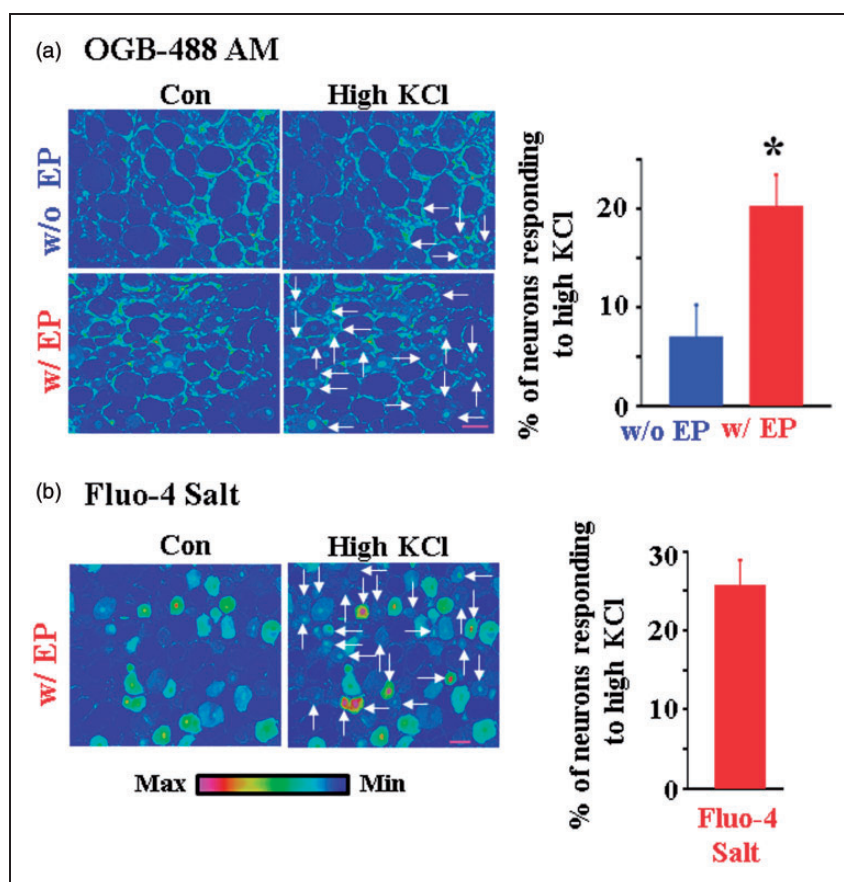 (a) OGB-488 AM
Con High KCl
w/o EP
w/ EP
% of neurons responding
to high KCl
20
10
0
*
w/o EP w/ EP
(b) Fluo-4 Salt
Con High KCl
w/ EP
Max Min
% of neurons responding
to high KCl
30
20
10
0
Fluo-4
Salt